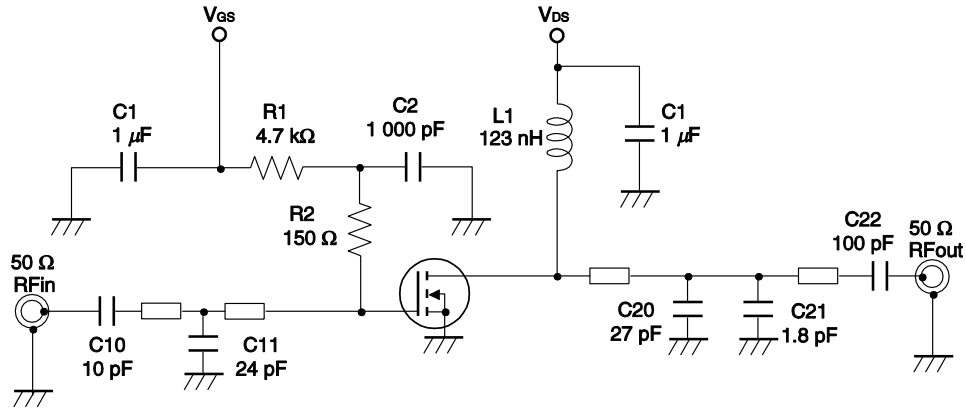 VGS
VDS
C1
1 μF
R1
4.7 kΩ
C2
1 000 pF
L1
123 nH
C1
1 μF
R2
150 Ω
C22
100 pF
50 Ω
RFout
50 Ω
RFin
C10
10 pF
C11
24 pF
C20
27 pF
C21
1.8 pF